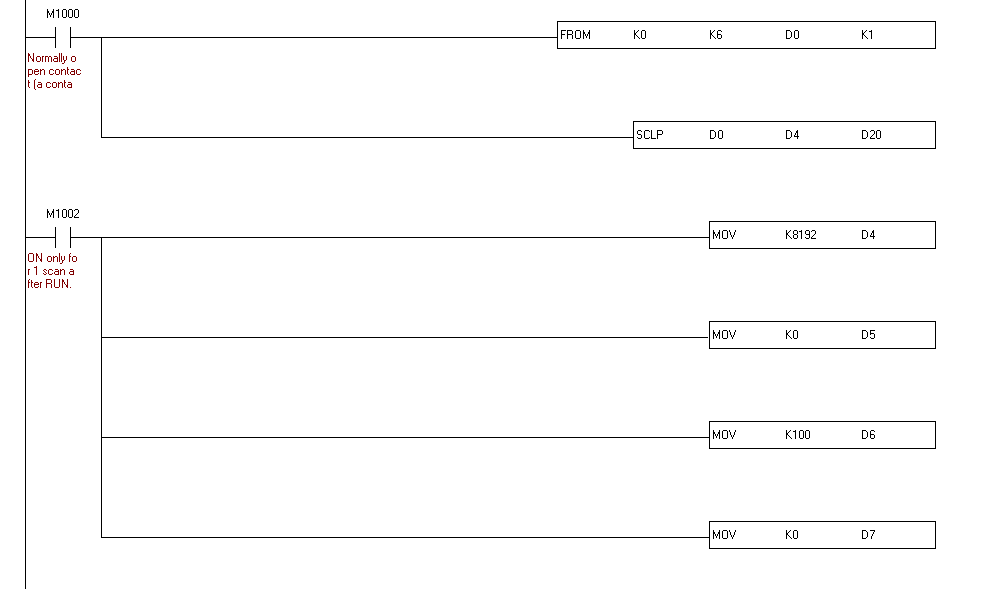 M1000
FROM K0 K6 D0 K1
Normally o
pen contac
t (a conta
SCLP D0 D4 D20
M1002
MOV K8192 D4
ON only fo
r 1 scan a
fter RUN.
MOV K0 D5
MOV K100 D6
MOV K0 D7